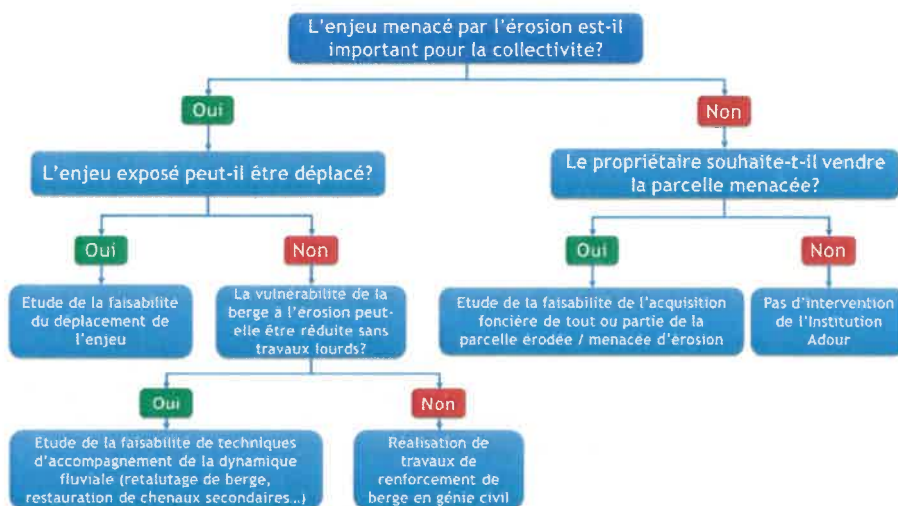 L'enjeu menacé par l'érosion est-il
important pour la collectivité?
Oui
Non
L'enjeu exposé peut-il être déplacé?
Le propriétaire souhaite-t-il vendre
la parcelle menacée?
Oui
Non
Oui
Non
Etude de la faisabilité
du déplacement de
l'enjeu
La vulnérabilité de la
berge à l'érosion peut-
elle être réduite sans
travaux lourds?
Etude de la faisabilité de l'acquisition
foncière de tout ou partie de la
parcelle érodée / menacée d'érosion
Pas d'intervention
de l'Institution
Adour
Oui
Non
Etude de la faisabilité de techniques
d'accompagnement de la dynamique
fluviale (retalutage de berge,
restauration de chenaux secondaires...)
Réalisation de
travaux de
renforcement de
berge en génie civil